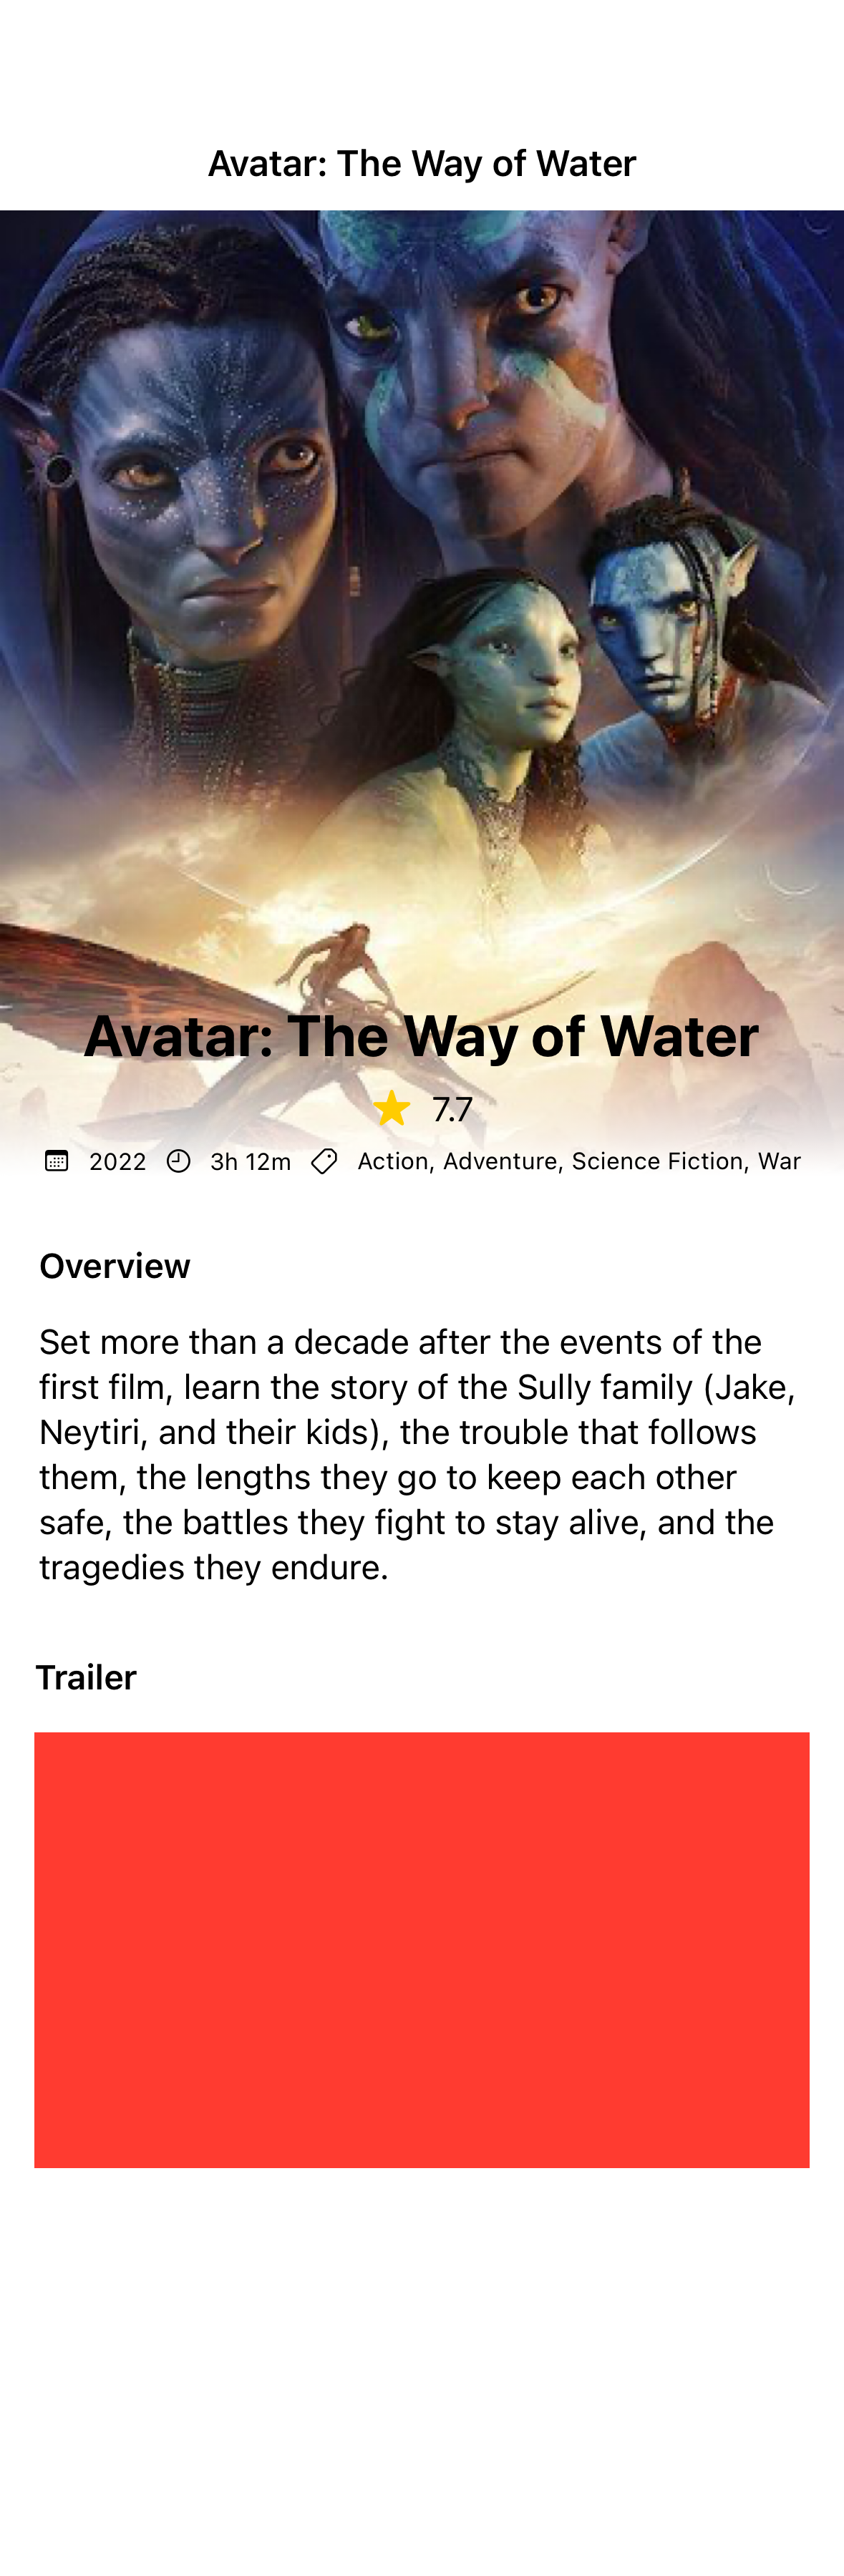 Avatar: The Way of Water
Avatar: The Way of Water
7.7
2022 3h 12m Action, Adventure, Science Fiction, War
Overview
Set more than a decade after the events of the
first film, learn the story of the Sully family (Jake,
Neytiri, and their kids), the trouble that follows
them, the lengths they go to keep each other
safe, the battles they fight to stay alive, and the
tragedies they endure.
Trailer